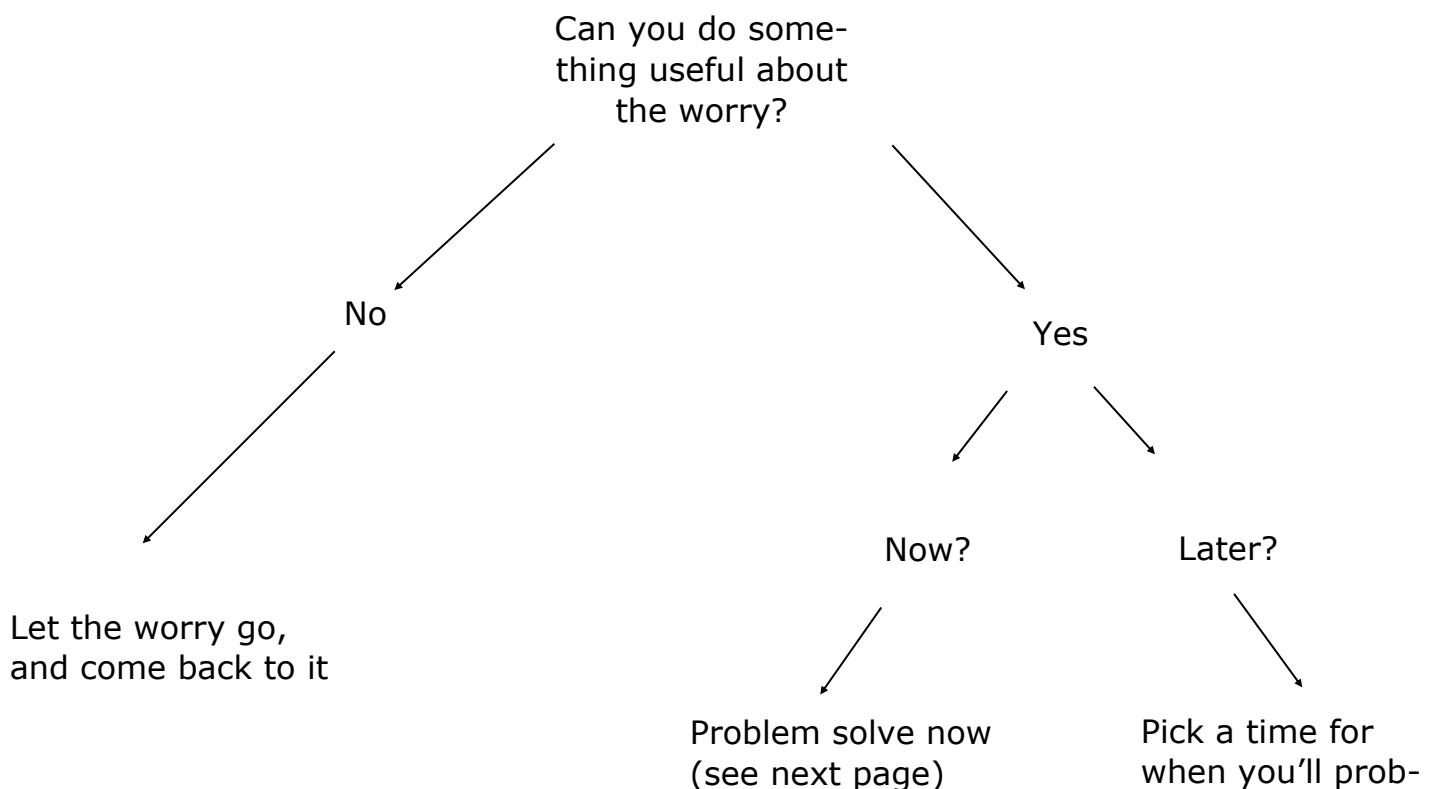 Can you do some-
thing useful about
the worry?
No
Yes
Now?
Later?
Let the worry go,
and come back to it
Problem solve now
(see next page)
Pick a time for
when you'll prob-